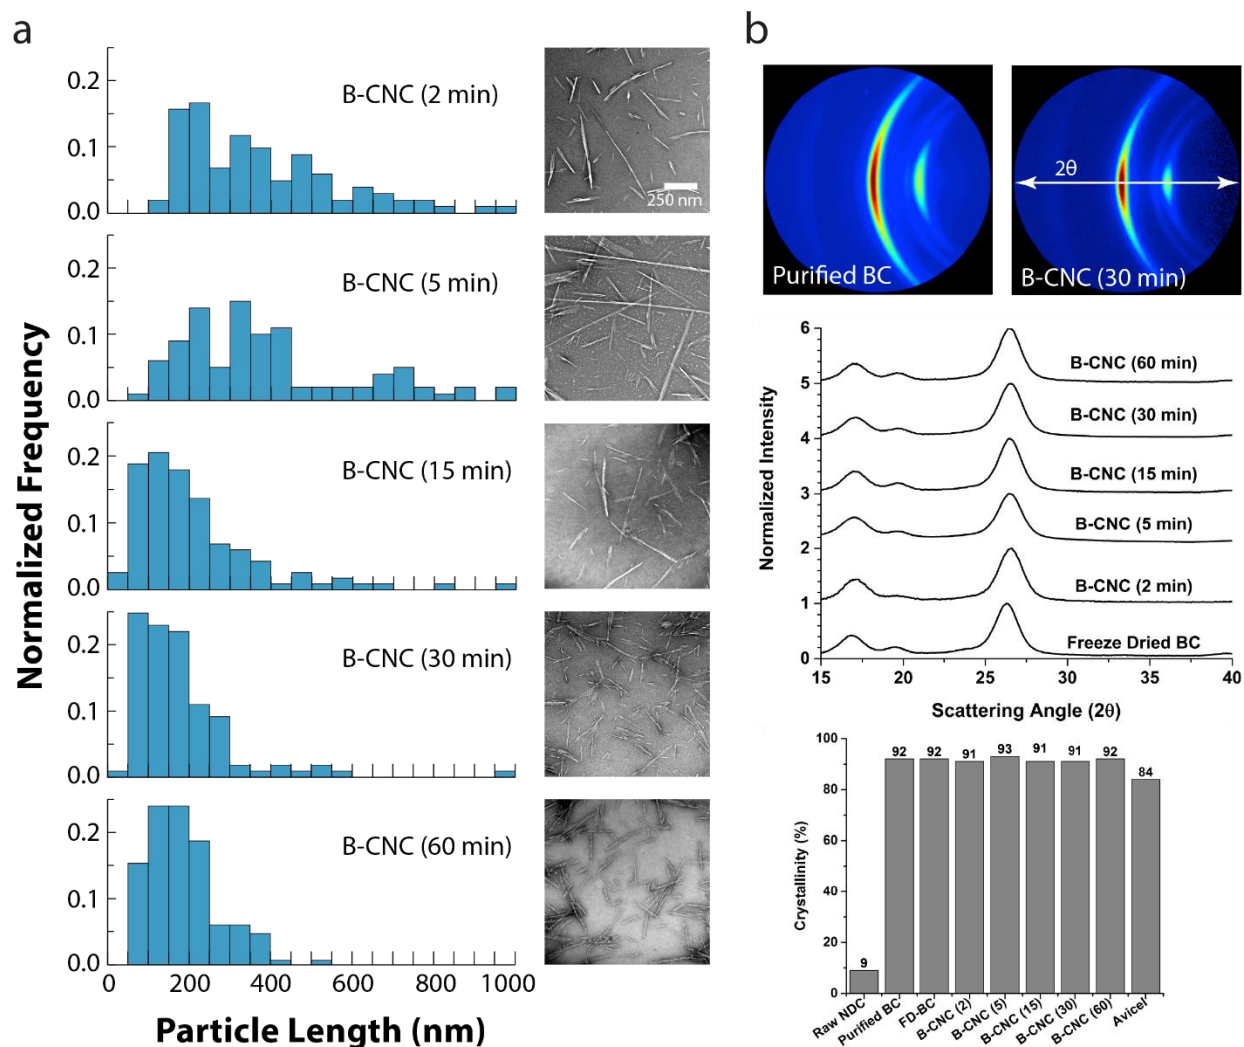 a
Normalized Frequency
0.2
0.1
0.0
B-CNC (2 min)
250 nm
0.2
0.1
0.0
B-CNC (5 min)
0.2
0.1
0.0
B-CNC (15 min)
0.2
0.1
0.0
B-CNC (30 min)
0.2
0.1
0.0
B-CNC (60 min)
0 200 400 600 800 1000
Particle Length (nm)
b
Purified BC
2θ
B-CNC (30 min)
Normalized Intensity
6
5
4
3
2
1
0
B-CNC (60 min)
B-CNC (30 min)
B-CNC (15 min)
B-CNC (5 min)
B-CNC (2 min)
Freeze Dried BC
15 20 25 30 35 40
Scattering Angle (2θ)
Crystallinity (%)
100
80
60
40
20
0
9 92 92 91 93 91 91 92 84
Raw NDC
Purified BC
FD-BC
B-CNC (2)
B-CNC (5)
B-CNC (15)
B-CNC (30)
B-CNC (60)
Avicel